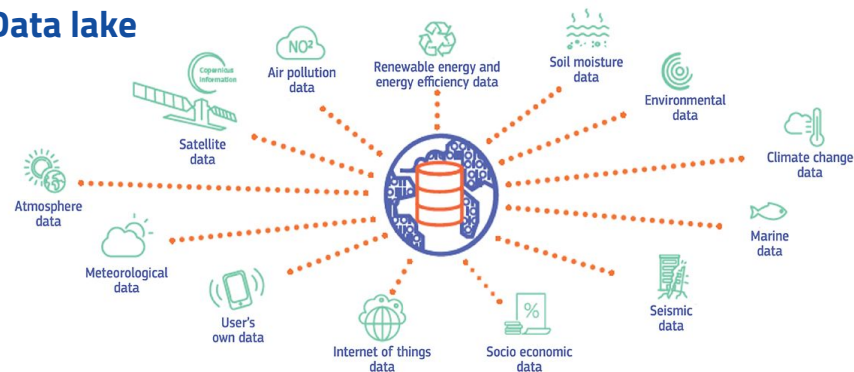 Data lake
Copernicus
information
NO²
Air pollution
data
Renewable energy and
energy efficiency data
Soil moisture
data
Environmental
data
Satellite
data
Climate change
data
Atmosphere
data
Marine
data
Meteorological
data
User's
own data
Internet of things
data
%
Socio economic
data
Seismic
data